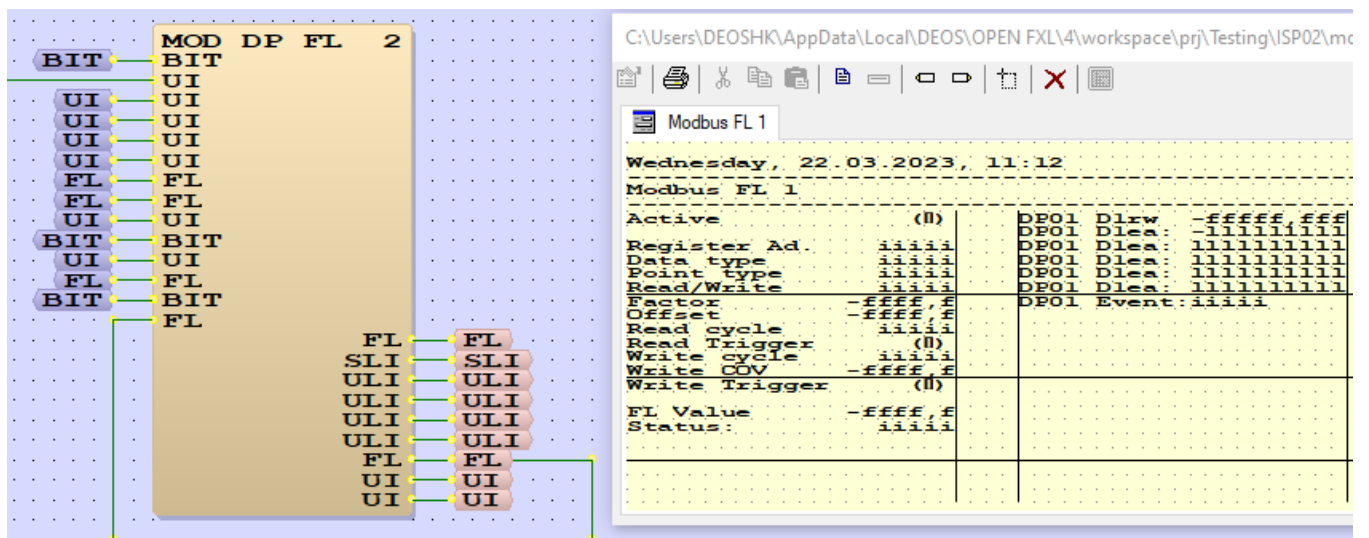 MOD DP FL 2
BIT BIT
UI
UI UI
UI UI
UI UI
UI UI
FL FL
FL FL
UI UI
BIT BIT
UI UI
FL FL
BIT BIT
FL
FL FL
SLI SLI
ULI ULI
ULI ULI
ULI ULI
ULI ULI
FL FL
UI UI
UI UI
C:\Users\DEOSHK\AppData\Local\DEOS\OPEN FXL\4\workspace\prj\Testing\ISP02\mo
Modbus FL 1
Wednesday, 22.03.2023, 11:12
Modbus FL 1
Active (Π) DP01 D1rw -fffff,fff
DP01 D1ea: -111111111
Register Ad. iiiii DP01 D1ea: 1111111111
Data type iiiii DP01 D1ea: 1111111111
Point type iiiii DP01 D1ea: 1111111111
Read/Write iiiii DP01 D1ea: 1111111111
Factor -ffff,f DP01 Event:iiiii
Offset -ffff,f
Read cycle iiiii
Read Trigger (Π)
Write cycle iiiii
Write COV -ffff,f
Write Trigger (Π)
FL Value -ffff,f
Status: iiiii